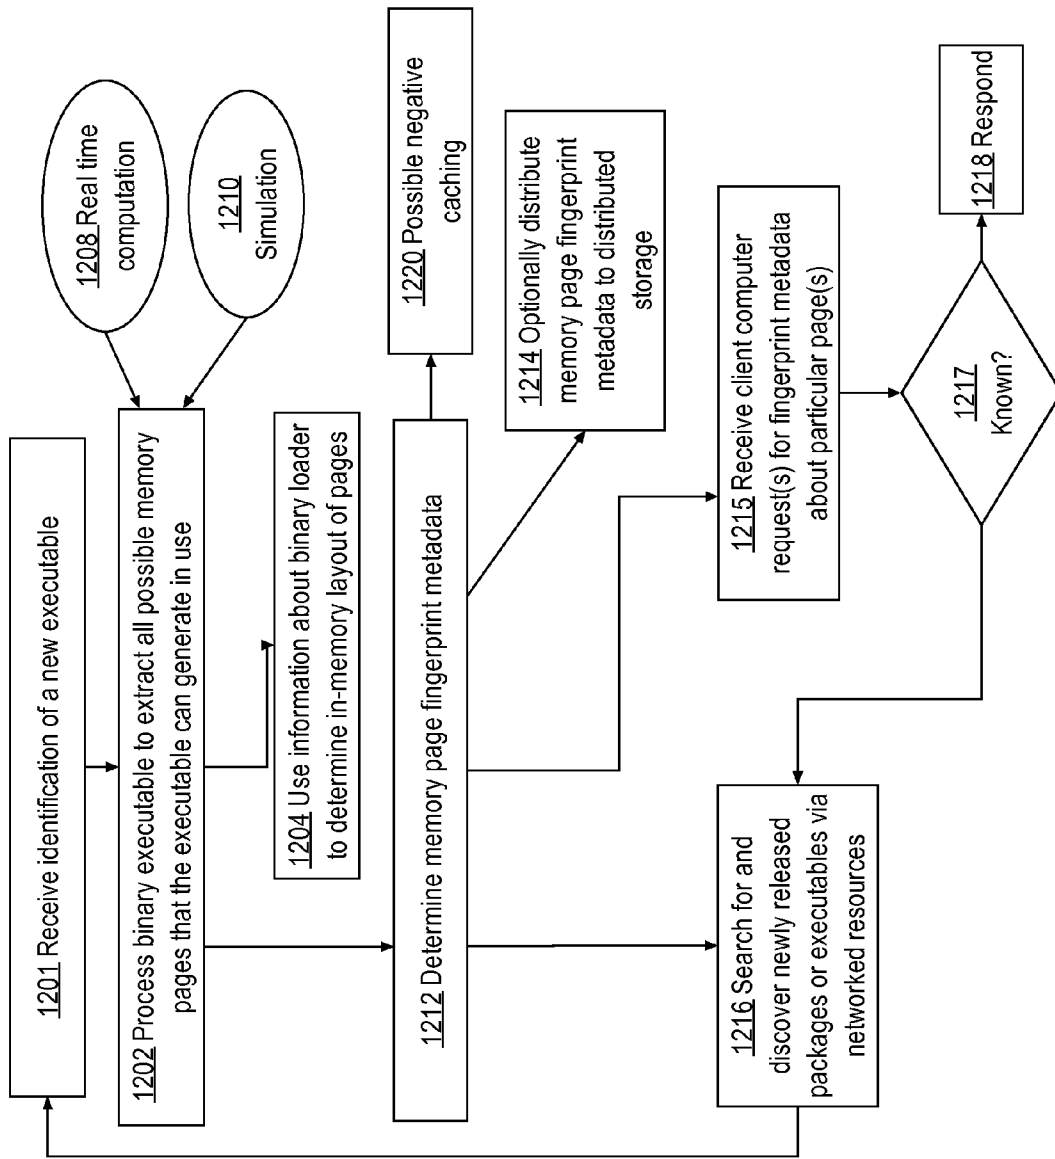 1201 Receive identification of a new executable
1202 Process binary executable to extract all possible memory
pages that the executable can generate in use
1208 Real time
computation
1210
Simulation
1204 Use information about binary loader
to determine in-memory layout of pages
1212 Determine memory page fingerprint metadata
1220 Possible negative
caching
1214 Optionally distribute
memory page fingerprint
metadata to distributed
storage
1216 Search for and
discover newly released
packages or executables via
networked resources
1215 Receive client computer
request(s) for fingerprint metadata
about particular page(s)
1217
Known?
1218 Respond